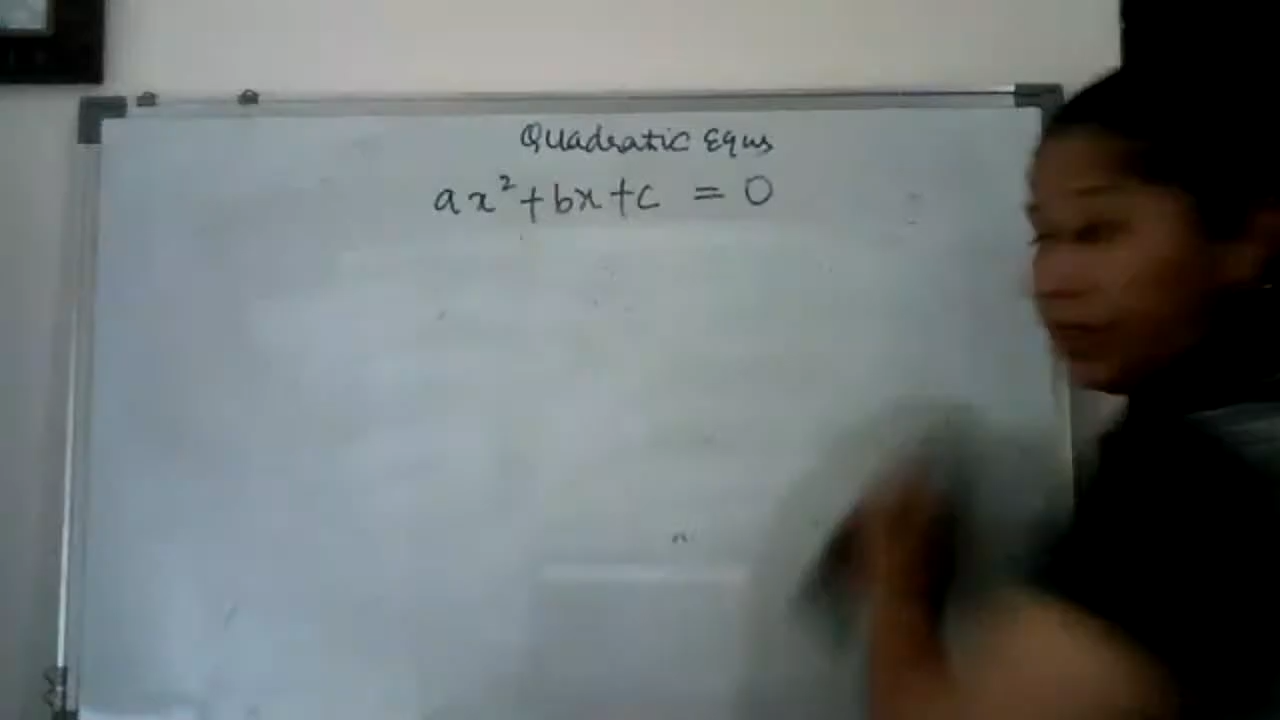 Quadratic Equs
ax²+bx+c = 0